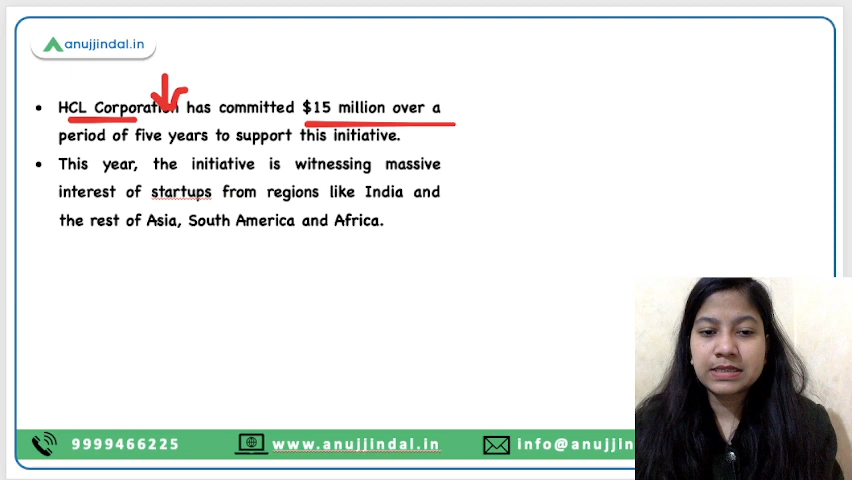 anujjindal.in
HCL Corporation has committed $15 million over a
period of five years to support this initiative.
This year, the initiative is witnessing massive
interest of startups from regions like India and
the rest of Asia, South America and Africa.
9999466225 www.anujjindal.in info@anujjin